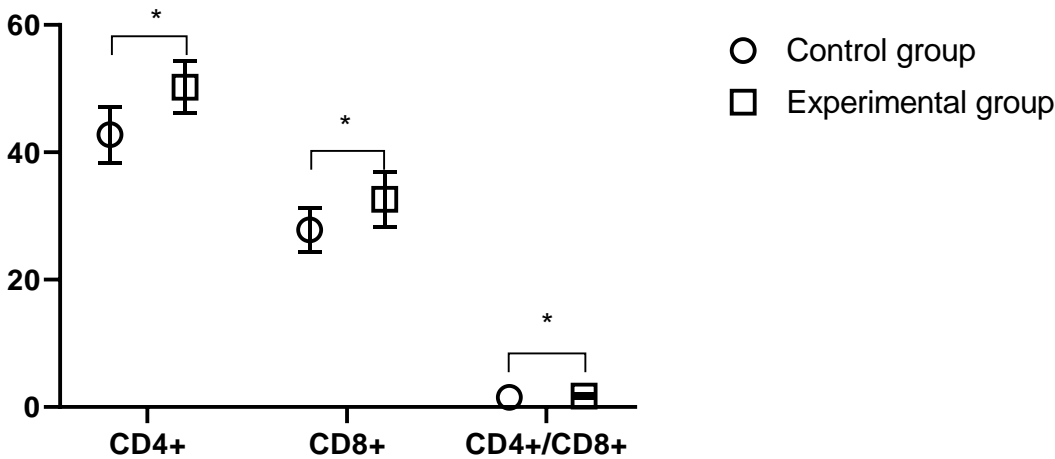 60
40
20
0
*
*
*
CD4+
CD8+
CD4+/CD8+
Control group
Experimental group